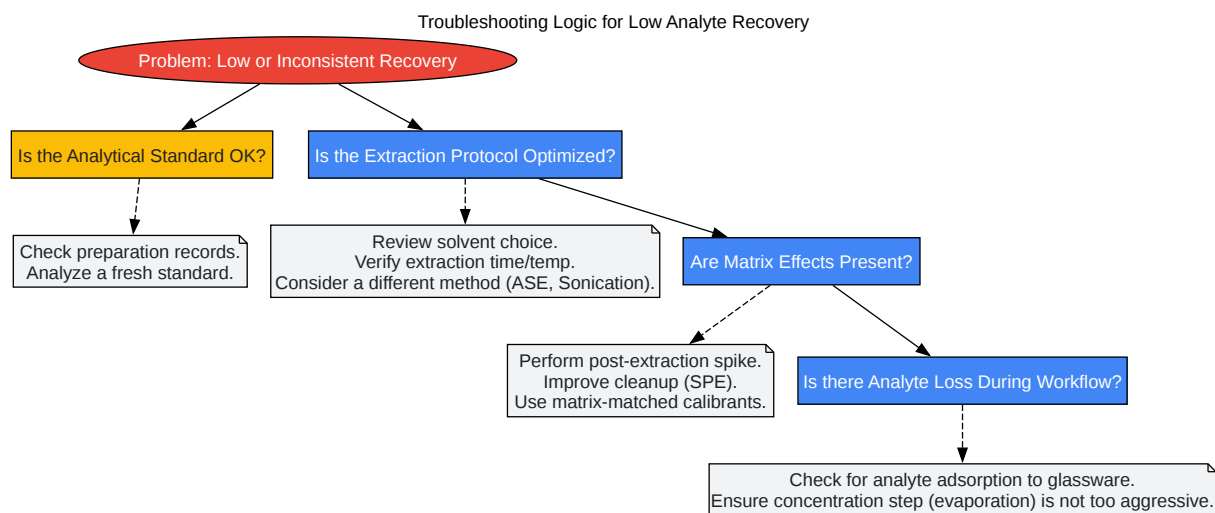 Troubleshooting Logic for Low Analyte Recovery
Problem: Low or Inconsistent Recovery
Is the Analytical Standard OK?
Is the Extraction Protocol Optimized?
Check preparation records.
Analyze a fresh standard.
Review solvent choice.
Verify extraction time/temp.
Consider a different method (ASE, Sonication).
Are Matrix Effects Present?
Perform post-extraction spike.
Improve cleanup (SPE).
Use matrix-matched calibrants.
Is there Analyte Loss During Workflow?
Check for analyte adsorption to glassware.
Ensure concentration step (evaporation) is not too aggressive.